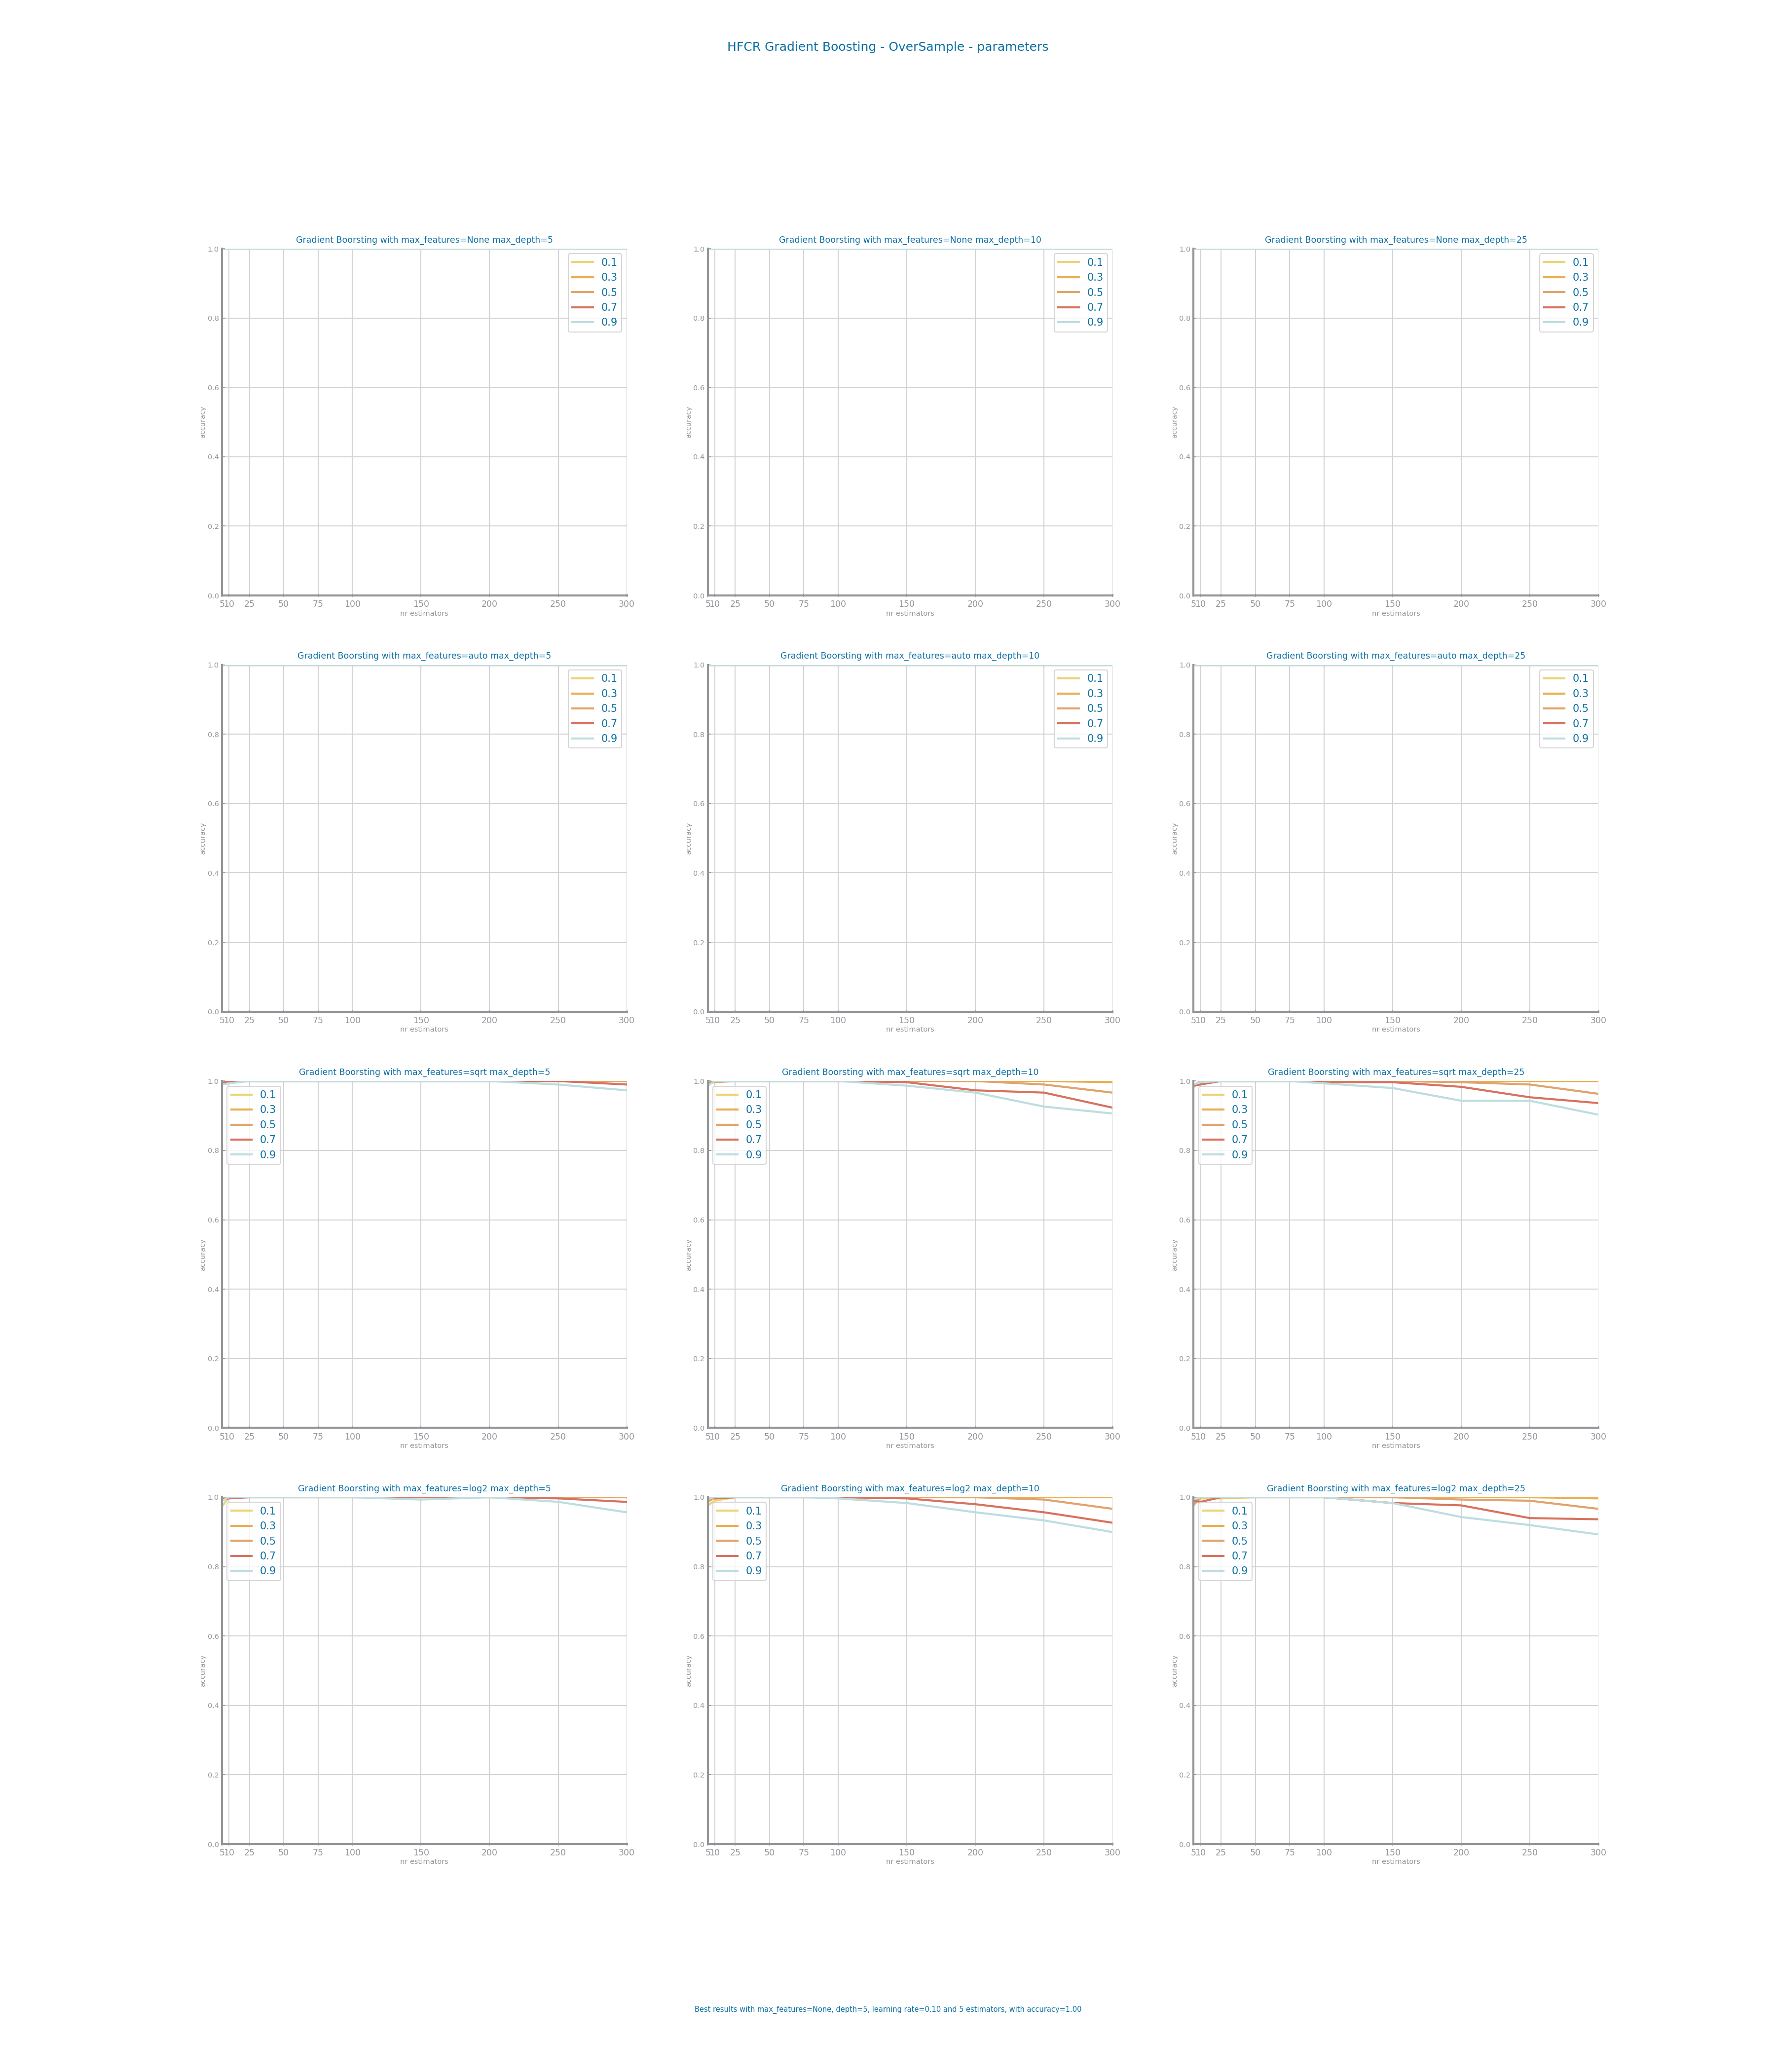 HFCR Gradient Boosting - OverSample - parameters
Gradient Boorsting with max_features=None max_depth=5
1.0
0.8
0.6
0.4
0.2
0.0
accuracy
0.1
0.3
0.5
0.7
0.9
5 10 25 50 75 100 150 200 250 300
nr estimators
Gradient Boorsting with max_features=None max_depth=10
1.0
0.8
0.6
0.4
0.2
0.0
accuracy
0.1
0.3
0.5
0.7
0.9
5 10 25 50 75 100 150 200 250 300
nr estimators
Gradient Boorsting with max_features=None max_depth=25
1.0
0.8
0.6
0.4
0.2
0.0
accuracy
0.1
0.3
0.5
0.7
0.9
5 10 25 50 75 100 150 200 250 300
nr estimators
Gradient Boorsting with max_features=auto max_depth=5
1.0
0.8
0.6
0.4
0.2
0.0
accuracy
0.1
0.3
0.5
0.7
0.9
5 10 25 50 75 100 150 200 250 300
nr estimators
Gradient Boorsting with max_features=auto max_depth=10
1.0
0.8
0.6
0.4
0.2
0.0
accuracy
0.1
0.3
0.5
0.7
0.9
5 10 25 50 75 100 150 200 250 300
nr estimators
Gradient Boorsting with max_features=auto max_depth=25
1.0
0.8
0.6
0.4
0.2
0.0
accuracy
0.1
0.3
0.5
0.7
0.9
5 10 25 50 75 100 150 200 250 300
nr estimators
Gradient Boorsting with max_features=sqrt max_depth=5
1.0
0.8
0.6
0.4
0.2
0.0
accuracy
0.1
0.3
0.5
0.7
0.9
5 10 25 50 75 100 150 200 250 300
nr estimators
Gradient Boorsting with max_features=sqrt max_depth=10
1.0
0.8
0.6
0.4
0.2
0.0
accuracy
0.1
0.3
0.5
0.7
0.9
5 10 25 50 75 100 150 200 250 300
nr estimators
Gradient Boorsting with max_features=sqrt max_depth=25
1.0
0.8
0.6
0.4
0.2
0.0
accuracy
0.1
0.3
0.5
0.7
0.9
5 10 25 50 75 100 150 200 250 300
nr estimators
Gradient Boorsting with max_features=log2 max_depth=5
1.0
0.8
0.6
0.4
0.2
0.0
accuracy
0.1
0.3
0.5
0.7
0.9
5 10 25 50 75 100 150 200 250 300
nr estimators
Gradient Boorsting with max_features=log2 max_depth=10
1.0
0.8
0.6
0.4
0.2
0.0
accuracy
0.1
0.3
0.5
0.7
0.9
5 10 25 50 75 100 150 200 250 300
nr estimators
Gradient Boorsting with max_features=log2 max_depth=25
1.0
0.8
0.6
0.4
0.2
0.0
accuracy
0.1
0.3
0.5
0.7
0.9
5 10 25 50 75 100 150 200 250 300
nr estimators
Best results with max_features=None, depth=5, learning rate=0.10 and 5 estimators, with accuracy=1.00